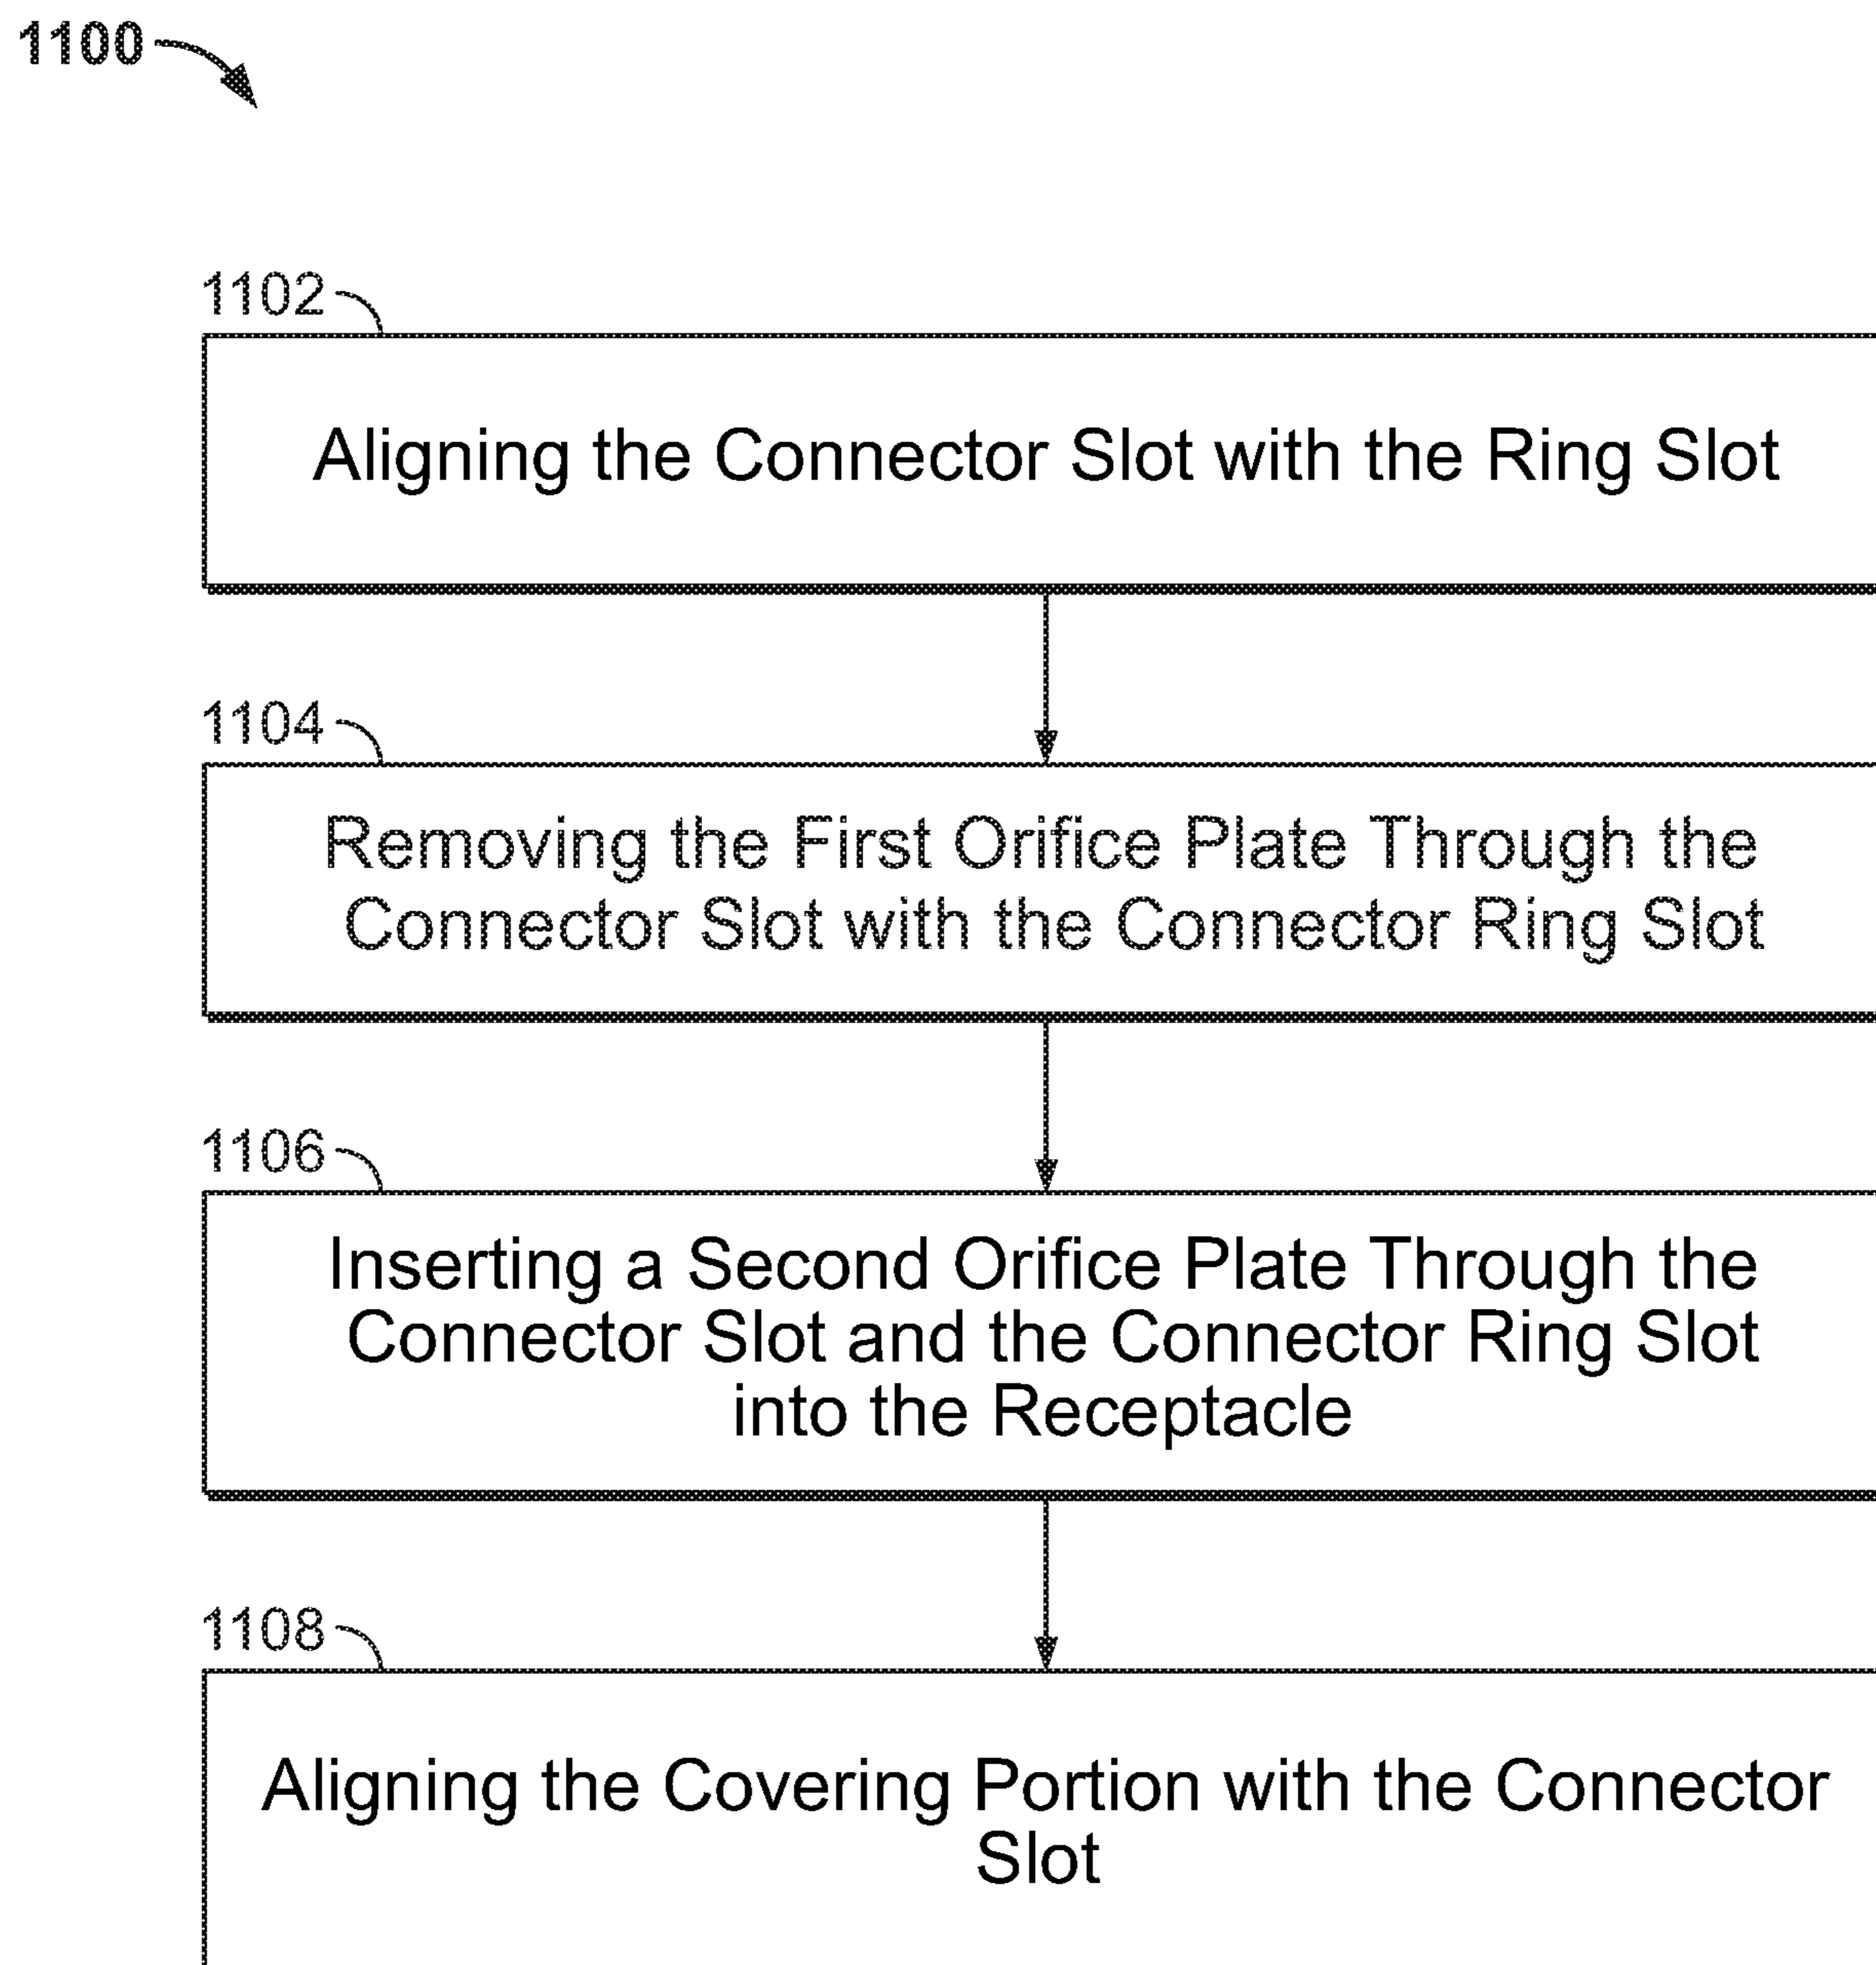 1100
1102
Aligning the Connector Slot with the Ring Slot
1104
Removing the First Orifice Plate Through the
Connector Slot with the Connector Ring Slot
1106
Inserting a Second Orifice Plate Through the
Connector Slot and the Connector Ring Slot
into the Receptacle
1108
Aligning the Covering Portion with the Connector
Slot